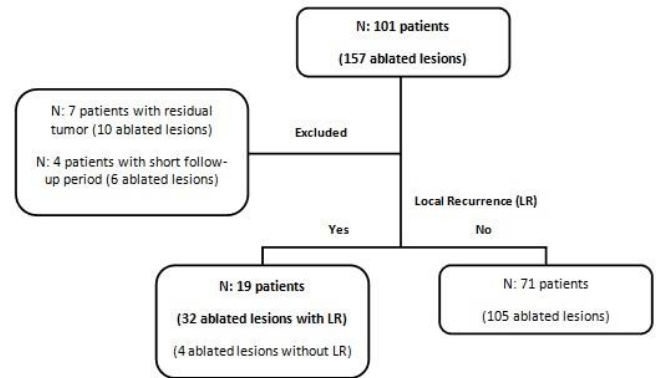 N: 101 patients
(157 ablated lesions)
N: 7 patients with residual
tumor (10 ablated lesions)
N: 4 patients with short follow-
up period (6 ablated lesions)
Excluded
Local Recurrence (LR)
Yes
No
N: 19 patients
(32 ablated lesions with LR)
(4 ablated lesions without LR)
N: 71 patients
(105 ablated lesions)